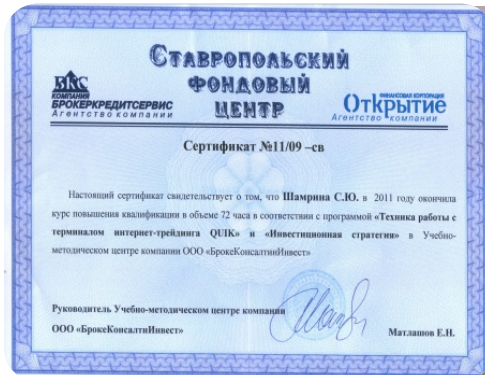 Ставропольский
фондовый
центр
БКС
КОМПАНИЯ
БРОКЕРКРЕДИТСЕРВИС
Агентство компании
ФИНАНСОВАЯ КОРПОРАЦИЯ
Открытие
Агентство компании
Сертификат №11/09 –св
Настоящий сертификат свидетельствует о том, что Шамрина С.Ю. в 2011 году окончила
курс повышения квалификации в объеме 72 часа в соответствии с программой «Техника работы с
терминалом интернет-трейдинга QUIK» и «Инвестиционная стратегия» в Учебно-
методическом центре компании ООО «БрокеКонсалтинИнвест»
Руководитель Учебно-методическом центре компании
ООО «БрокеКонсалтиИнвест»
Матлашов Е.Н.